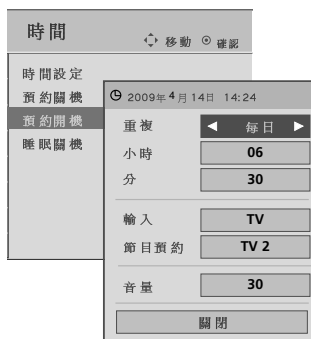 時間
移動 確認
時間設定
預約關機
預約開機
睡眠關機
2009年 4月 14日 14:24
重複 每日
小時 06
分 30
輸入 TV
節目預約 TV 2
音量 30
關閉